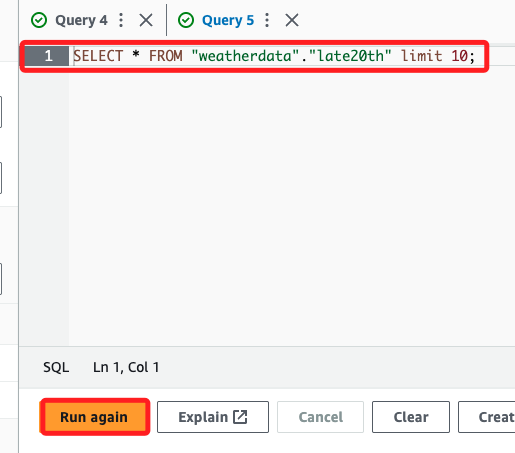 Query 4
Query 5
1 SELECT * FROM "weatherdata"."late20th" limit 10;
SQL Ln 1, Col 1
Run again Explain Cancel Clear Creat